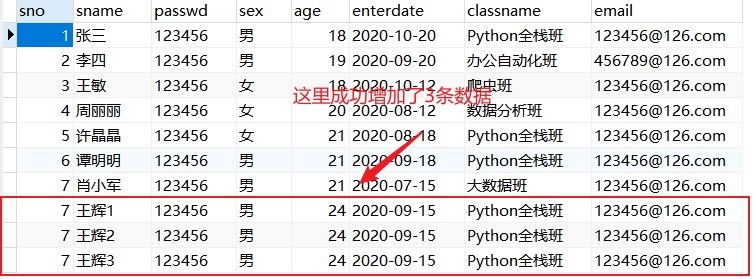 sno sname passwd sex age enterdate classname email
1 张三 123456 男 18 2020-10-20 Python全栈班 123456@126.com
2 李四 123456 男 19 2020-09-20 办公自动化班 456789@126.com
3 王敏 123456 女 18 2020-10-12 爬虫班 123456@126.com
这里成功增加了3条数据
4 周丽丽 123456 女 20 2020-08-12 数据分析班 123456@126.com
5 许晶晶 123456 女 21 2020-08-18 Python全栈班 123456@126.com
6 谭明明 123456 男 21 2020-09-18 Python全栈班 123456@126.com
7 肖小军 123456 男 21 2020-07-15 大数据班 123456@126.com
7 王辉1 123456 男 24 2020-09-15 Python全栈班 123456@126.com
7 王辉2 123456 男 24 2020-09-15 Python全栈班 123456@126.com
7 王辉3 123456 男 24 2020-09-15 Python全栈班 123456@126.com